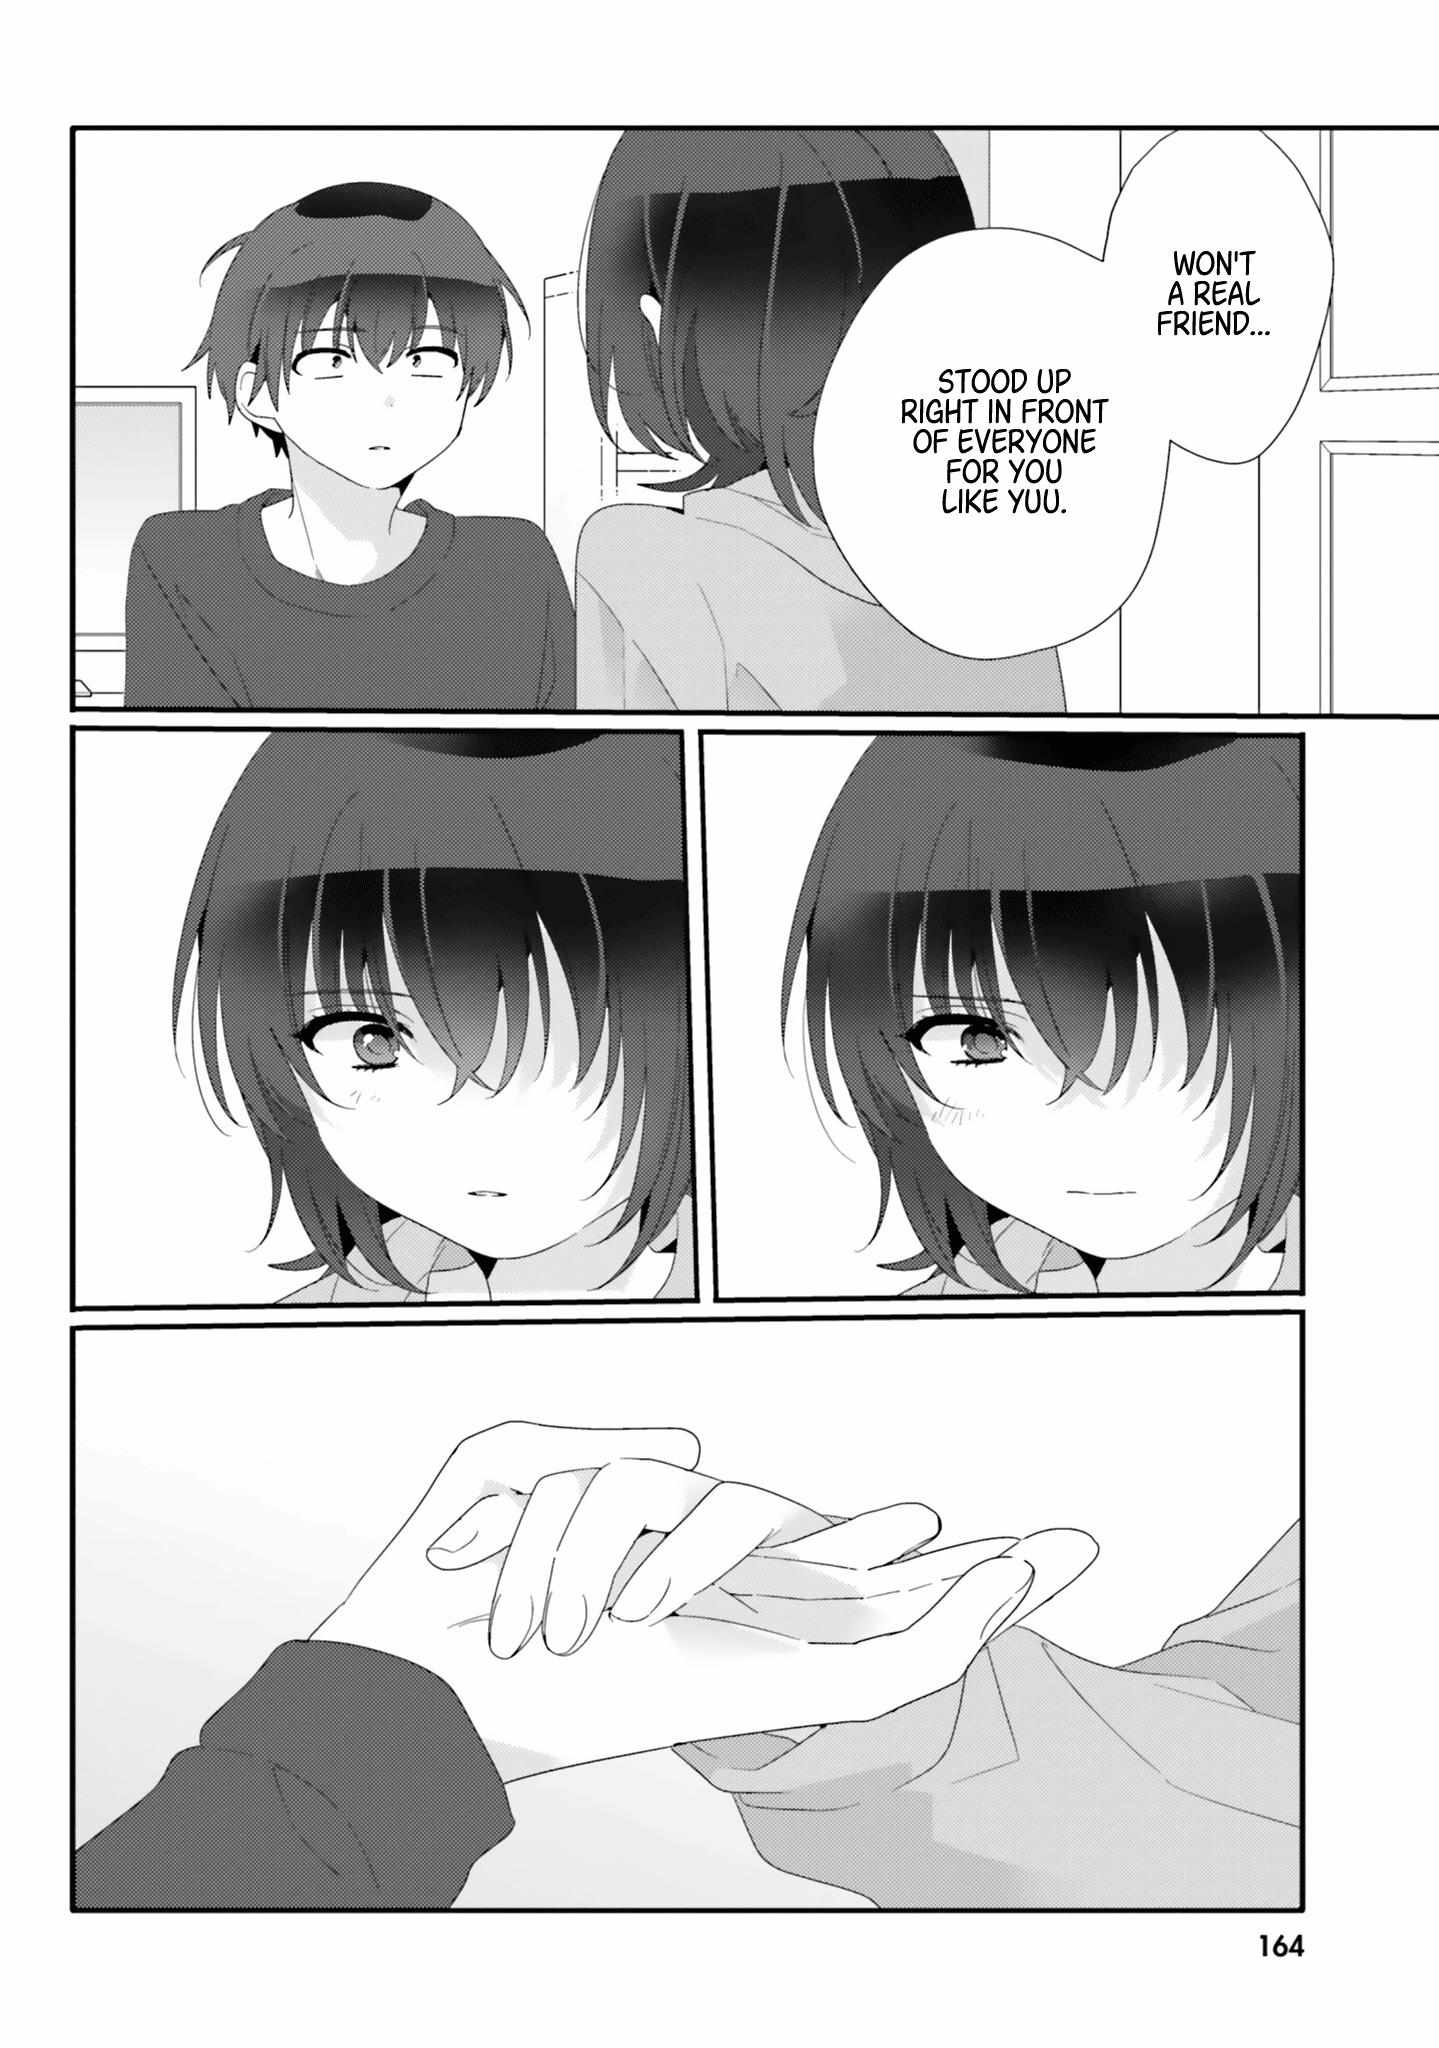 WON'T
A REAL
FRIEND...
STOOD UP
RIGHT IN FRONT
OF EVERYONE
FOR YOU
LIKE YUU.
164